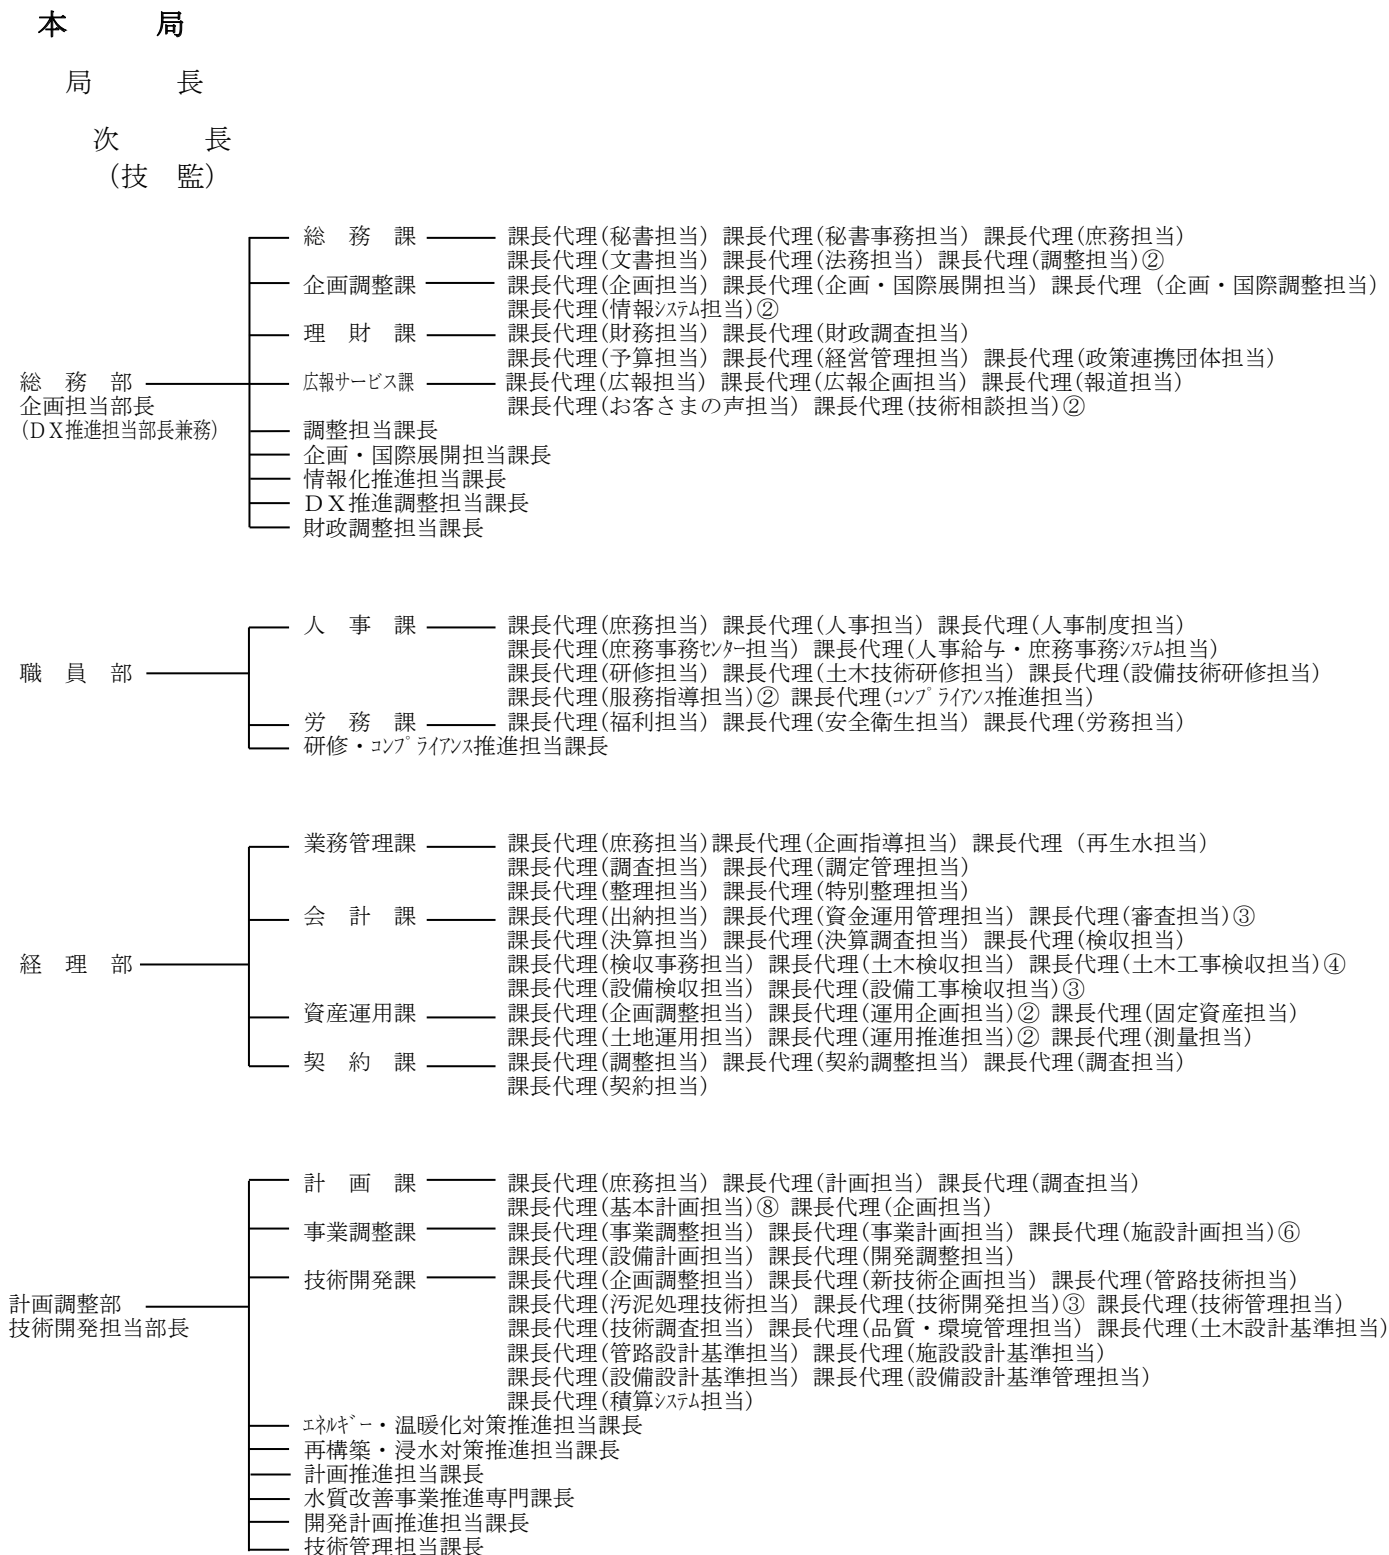 本　局
局　長
次　長
（技　監）
総　務　課　課長代理(秘書担当)　課長代理(秘書事務担当)　課長代理(庶務担当)
課長代理(文書担当)　課長代理(法務担当)　課長代理(調整担当)②
企画調整課　課長代理(企画担当)　課長代理(企画・国際展開担当)　課長代理（企画・国際調整担当）
課長代理(情報ｼｽﾃﾑ担当)②
理　財　課　課長代理(財務担当)　課長代理(財政調査担当)
課長代理(予算担当)　課長代理(経営管理担当)　課長代理(政策連携団体担当)
総　務　部　広報サービス課　課長代理(広報担当)　課長代理(広報企画担当)　課長代理(報道担当)
企画担当部長　課長代理(お客さまの声担当)　課長代理(技術相談担当)②
(ＤＸ推進担当部長兼務)　調整担当課長
企画・国際展開担当課長
情報化推進担当課長
ＤＸ推進調整担当課長
財政調整担当課長
人　事　課　課長代理(庶務担当)　課長代理(人事担当)　課長代理(人事制度担当)
課長代理(庶務事務ｾﾝﾀｰ担当)　課長代理(人事給与・庶務事務ｼｽﾃﾑ担当)
職　員　部　課長代理(研修担当)　課長代理(土木技術研修担当)　課長代理(設備技術研修担当)
課長代理(服務指導担当)②　課長代理(ｺﾝﾌﾟﾗｲｱﾝｽ推進担当)
労　務　課　課長代理(福利担当)　課長代理(安全衛生担当)　課長代理(労務担当)
研修・ｺﾝﾌﾟﾗｲｱﾝｽ推進担当課長
業務管理課　課長代理(庶務担当)課長代理(企画指導担当)　課長代理（再生水担当）
課長代理(調査担当)　課長代理(調定管理担当)
課長代理(整理担当)　課長代理(特別整理担当)
会　計　課　課長代理(出納担当)　課長代理(資金運用管理担当)　課長代理(審査担当)③
課長代理(決算担当)　課長代理(決算調査担当)　課長代理(検収担当)
経　理　部　課長代理(検収事務担当)　課長代理(土木検収担当)　課長代理(土木工事検収担当)④
課長代理(設備検収担当)　課長代理(設備工事検収担当)③
資産運用課　課長代理(企画調整担当)　課長代理(運用企画担当)②　課長代理(固定資産担当)
課長代理(土地運用担当)　課長代理(運用推進担当)②　課長代理(測量担当)
契　約　課　課長代理(調整担当)　課長代理(契約調整担当)　課長代理(調査担当)
課長代理(契約担当)
計　画　課　課長代理(庶務担当)　課長代理(計画担当)　課長代理(調査担当)
課長代理(基本計画担当)⑧　課長代理(企画担当)
事業調整課　課長代理(事業調整担当)　課長代理(事業計画担当)　課長代理(施設計画担当)⑥
課長代理(設備計画担当)　課長代理(開発調整担当)
技術開発課　課長代理(企画調整担当)　課長代理(新技術企画担当)　課長代理(管路技術担当)
計画調整部　課長代理(汚泥処理技術担当)　課長代理(技術開発担当)③　課長代理(技術管理担当)
技術開発担当部長　課長代理(技術調査担当)　課長代理(品質・環境管理担当)　課長代理(土木設計基準担当)
課長代理(管路設計基準担当)　課長代理(施設設計基準担当)
課長代理(設備設計基準担当)　課長代理(設備設計基準管理担当)
課長代理(積算ｼｽﾃﾑ担当)
ｴﾈﾙｷﾞｰ・温暖化対策推進担当課長
再構築・浸水対策推進担当課長
計画推進担当課長
水質改善事業推進専門課長
開発計画推進担当課長
技術管理担当課長